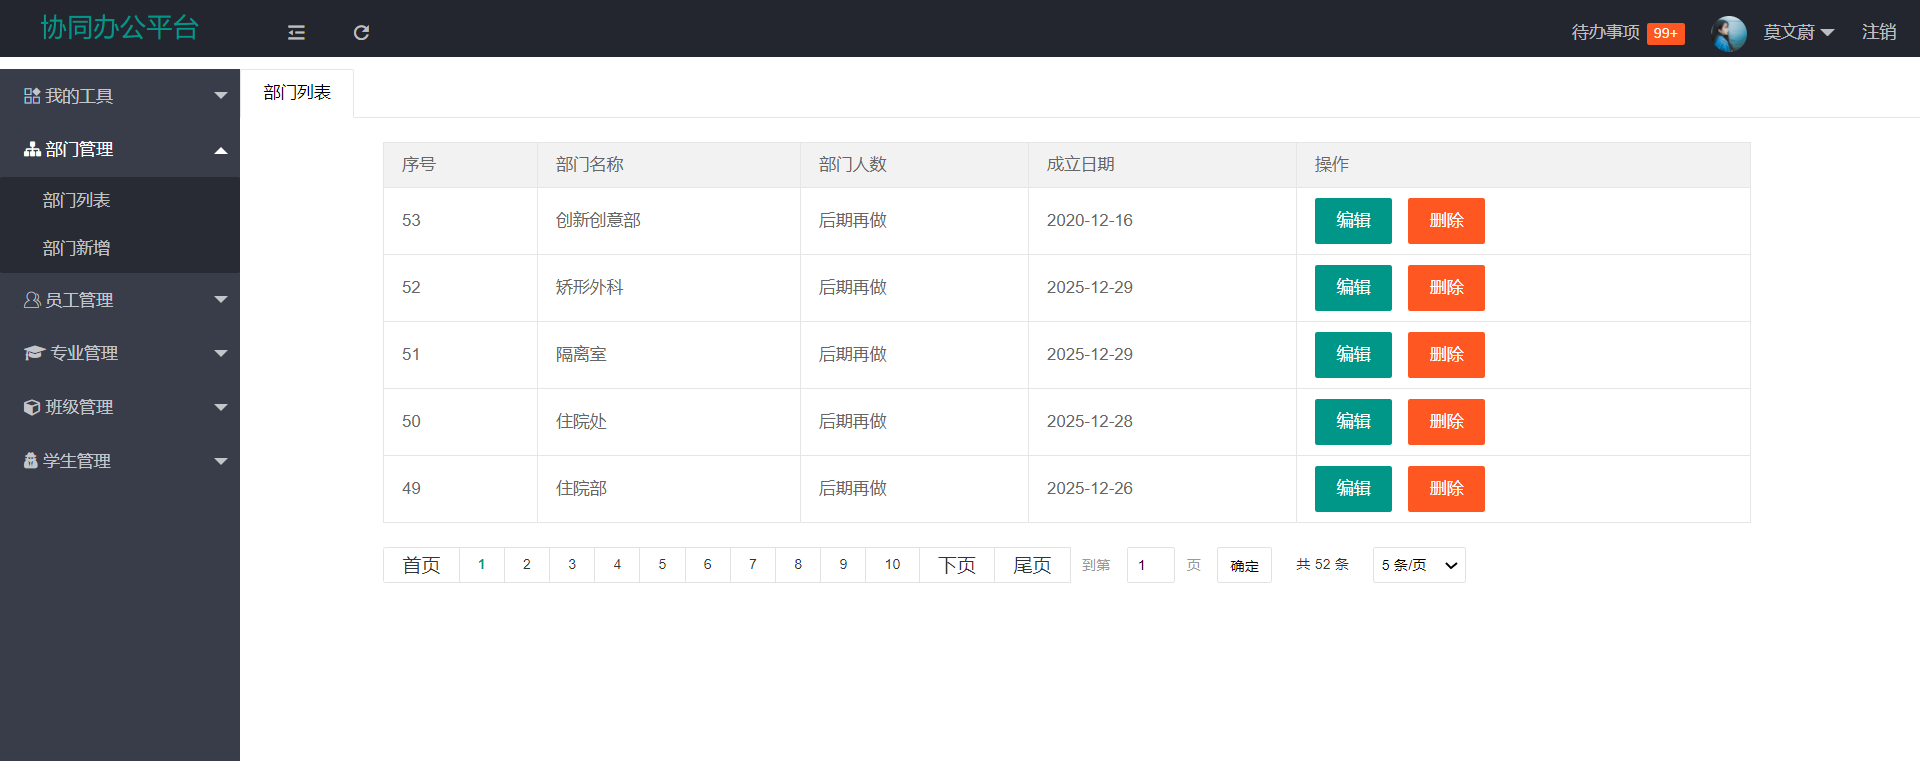 协同办公平台
待办事项 99+ 莫文蔚 注销
我的工具
部门管理
部门列表
部门新增
员工管理
专业管理
班级管理
学生管理
部门列表
序号 部门名称 部门人数 成立日期 操作
53 创新创意部 后期再做 2020-12-16 编辑 删除
52 矫形外科 后期再做 2025-12-29 编辑 删除
51 隔离室 后期再做 2025-12-29 编辑 删除
50 住院处 后期再做 2025-12-28 编辑 删除
49 住院部 后期再做 2025-12-26 编辑 删除
首页 1 2 3 4 5 6 7 8 9 10 下页 尾页 到第 1 页 确定 共 52 条 5 条/页